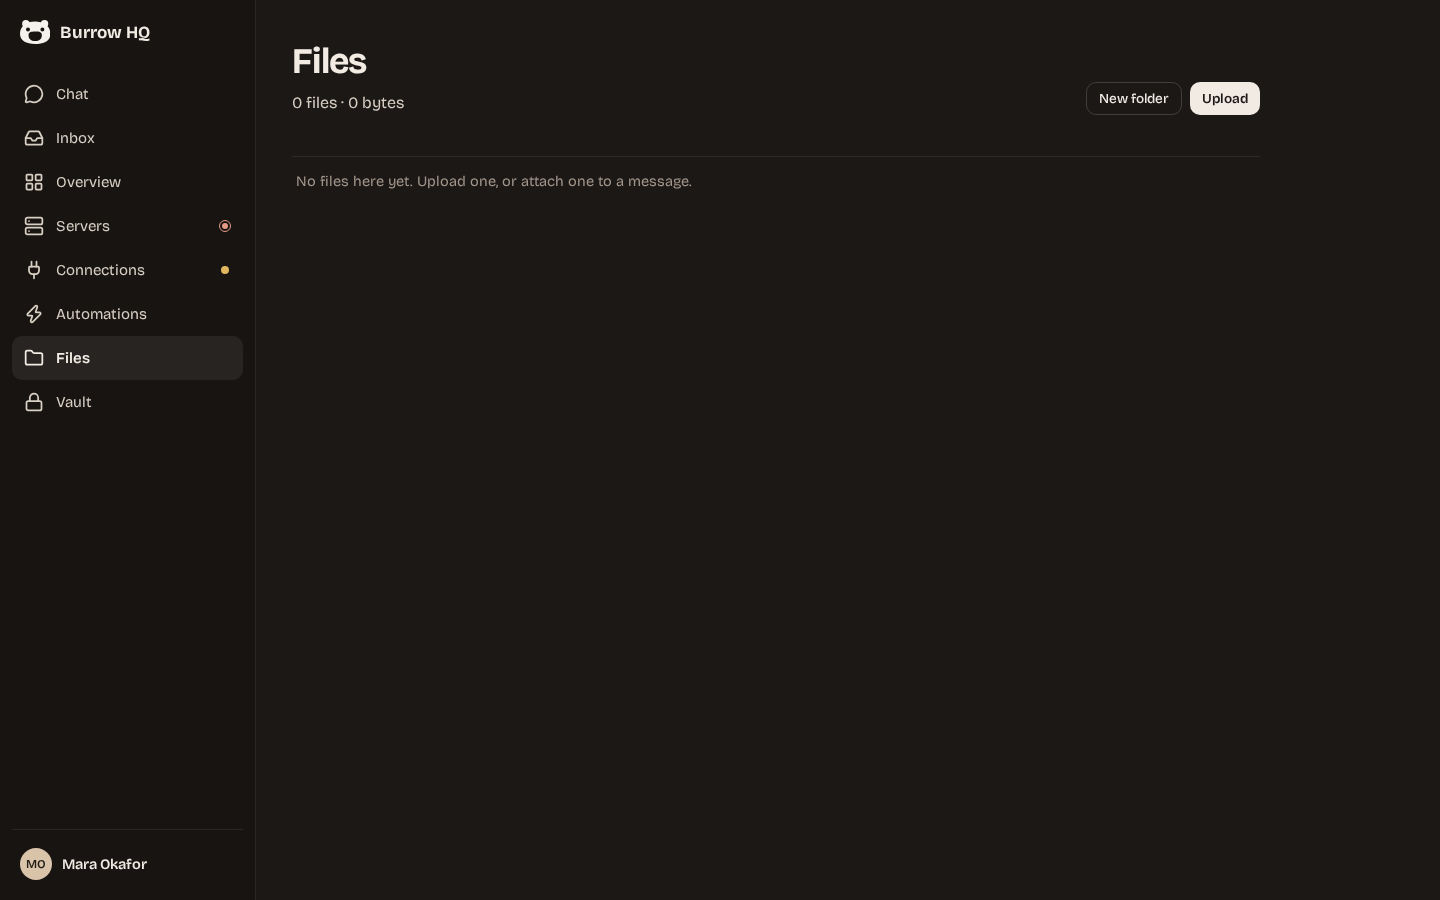 Burrow HQ
Chat
Inbox
Overview
Servers
Connections
Automations
Files
Vault
MO
Mara Okafor
Files
0 files · 0 bytes
New folder
Upload
No files here yet. Upload one, or attach one to a message.